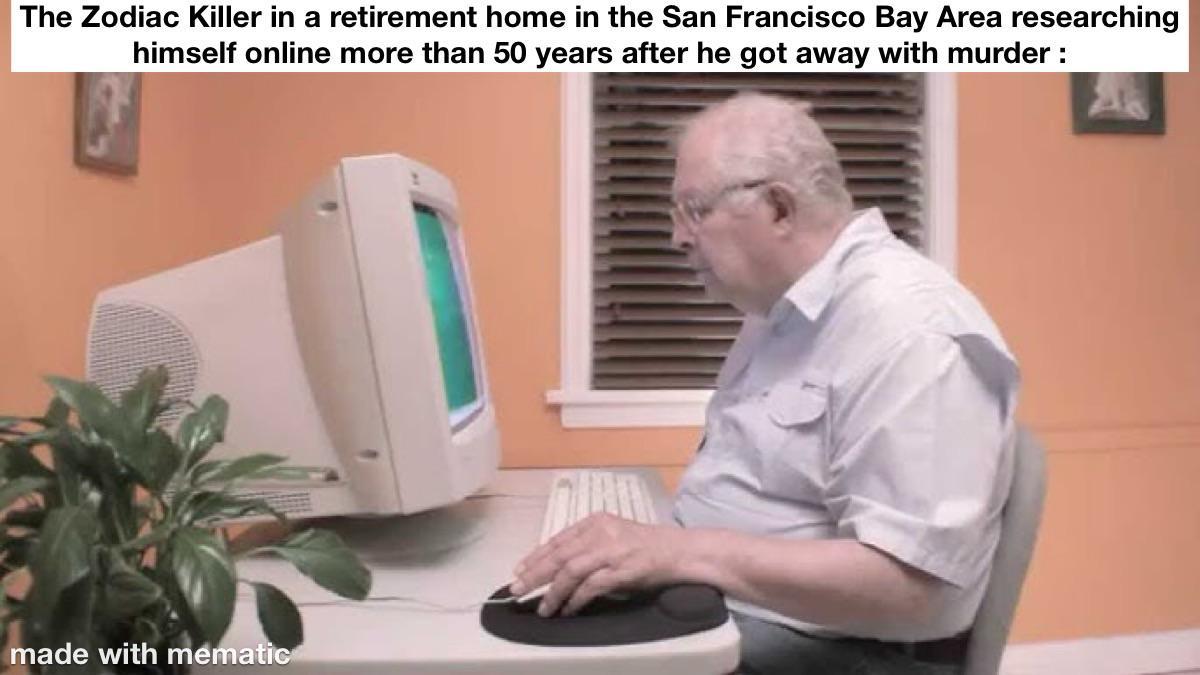 The Zodiac Killer in a retirement home in the San Francisco Bay Area researching
himself online more than 50 years after he got away with murder :
made with mematic